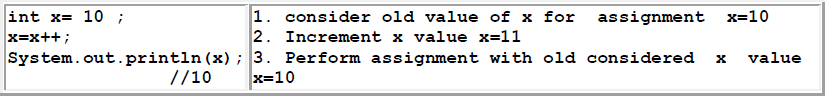 int x= 10 ;
x=x++;
System.out.println(x);
//10
1. consider old value of x for assignment x=10
2. Increment x value x=11
3. Perform assignment with old considered x value
x=10